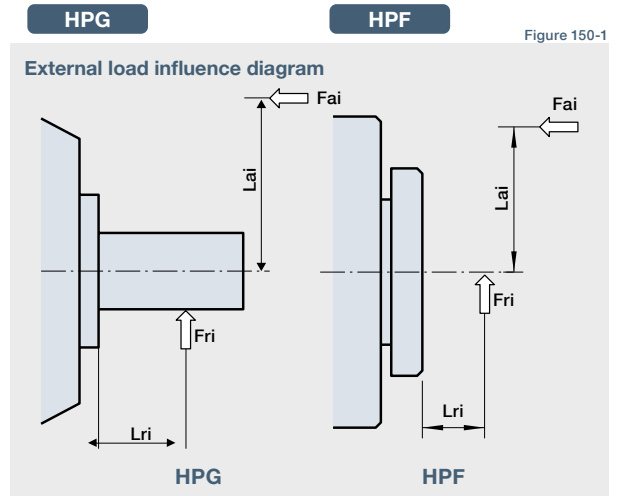 HPG HPF
Figure 150-1
External load influence diagram
Fai Fai
Lai Lai
Fri Fri
Lri Lri
HPG HPF